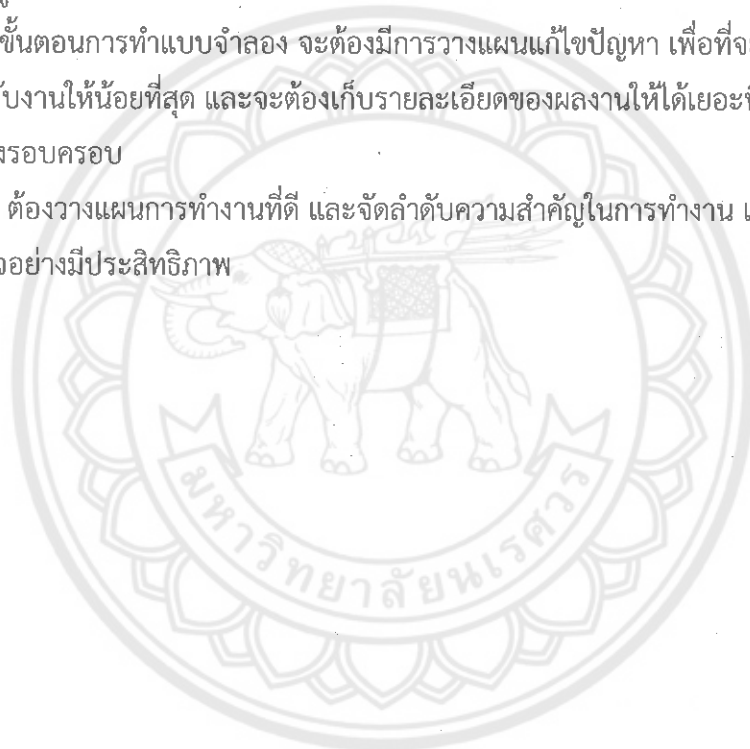 ขั้นตอนการทำแบบจำลอง จะต้องมีการวางแผนแก้ไขปัญหา เพื่อที่จะ
ับงานให้น้อยที่สุด และจะต้องเก็บรายละเอียดของผลงานให้ได้เยอะที
งรอบครอบ
ต้องวางแผนการทำงานที่ดี และจัดลำดับความสำคัญในการทำงาน เ
จอย่างมีประสิทธิภาพ
มหาวิทยาลัยนเรศวร